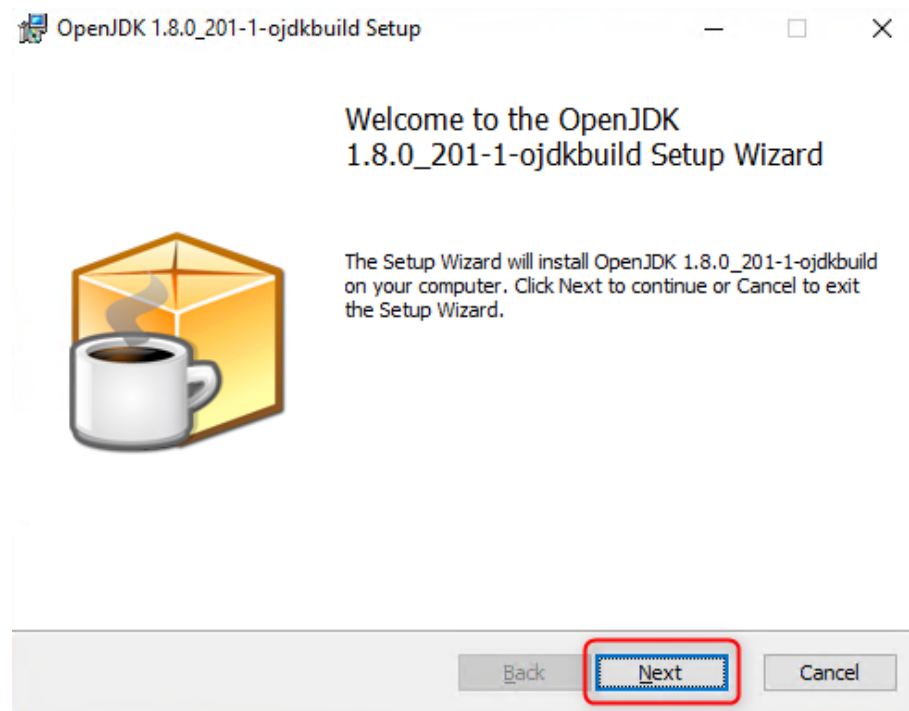 OpenJDK 1.8.0_201-1-ojdkbuild Setup
Welcome to the OpenJDK
1.8.0_201-1-ojdkbuild Setup Wizard
The Setup Wizard will install OpenJDK 1.8.0_201-1-ojdkbuild
on your computer. Click Next to continue or Cancel to exit
the Setup Wizard.
Back Next Cancel